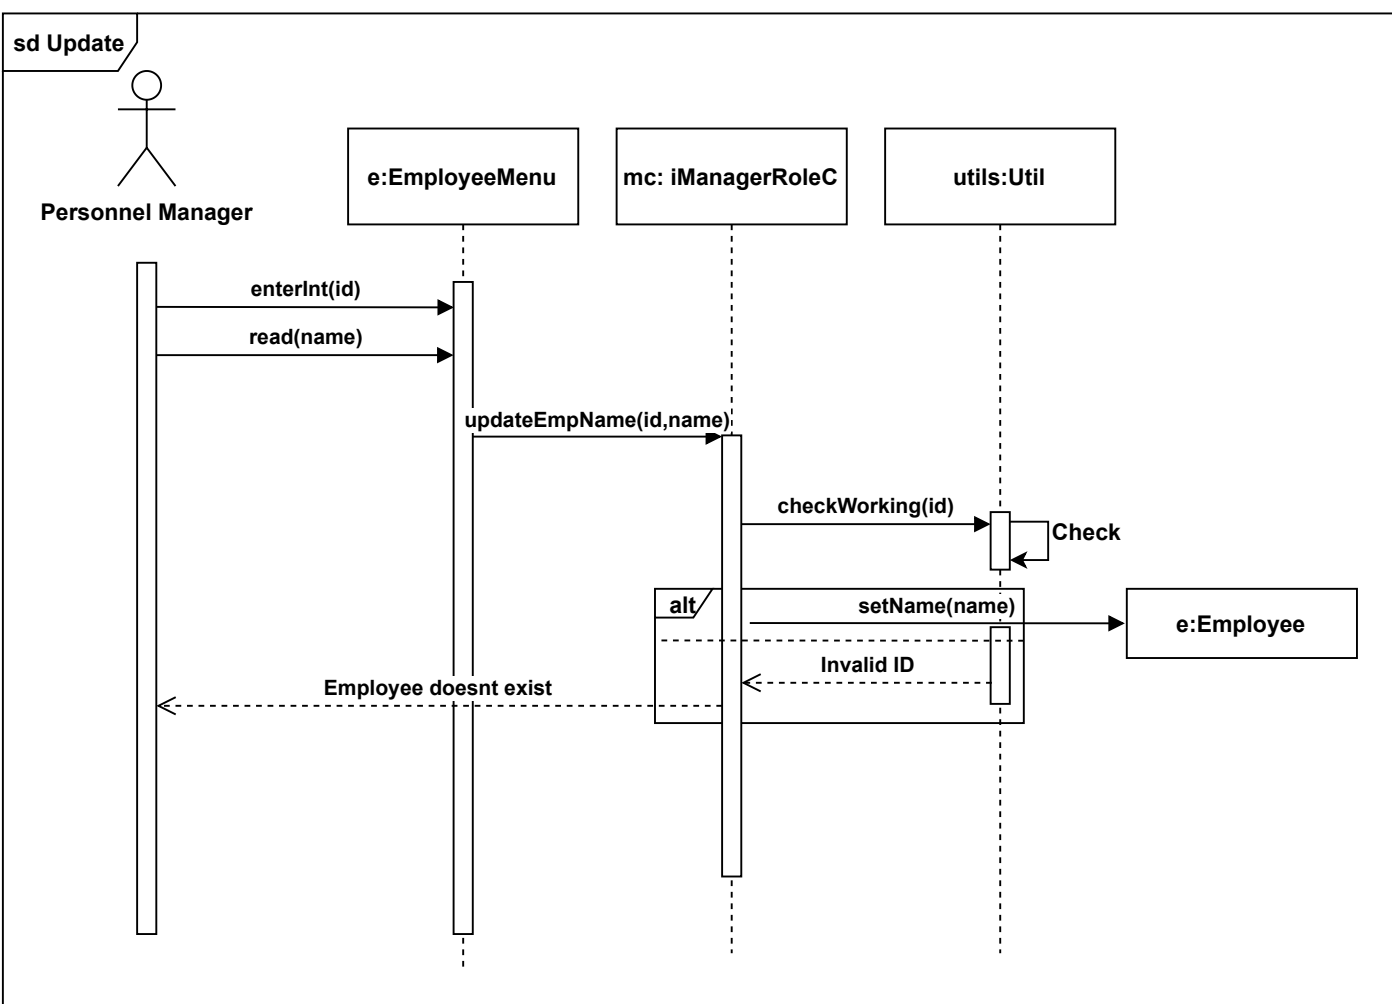 sd Update
Personnel Manager
e:EmployeeMenu
mc: iManagerRoleC
utils:Util
enterInt(id)
read(name)
updateEmpName(id,name)
checkWorking(id)
Check
alt
setName(name)
e:Employee
Invalid ID
Employee doesnt exist